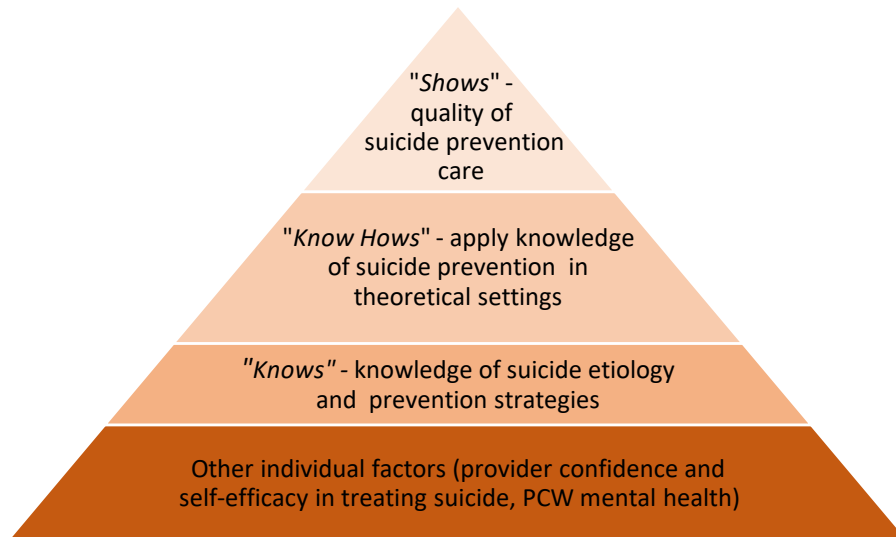 "Shows" -
quality of
suicide prevention
care
"Know Hows" - apply knowledge
of suicide prevention in
theoretical settings
"Knows" - knowledge of suicide etiology
and prevention strategies
Other individual factors (provider confidence and
self-efficacy in treating suicide, PCW mental health)